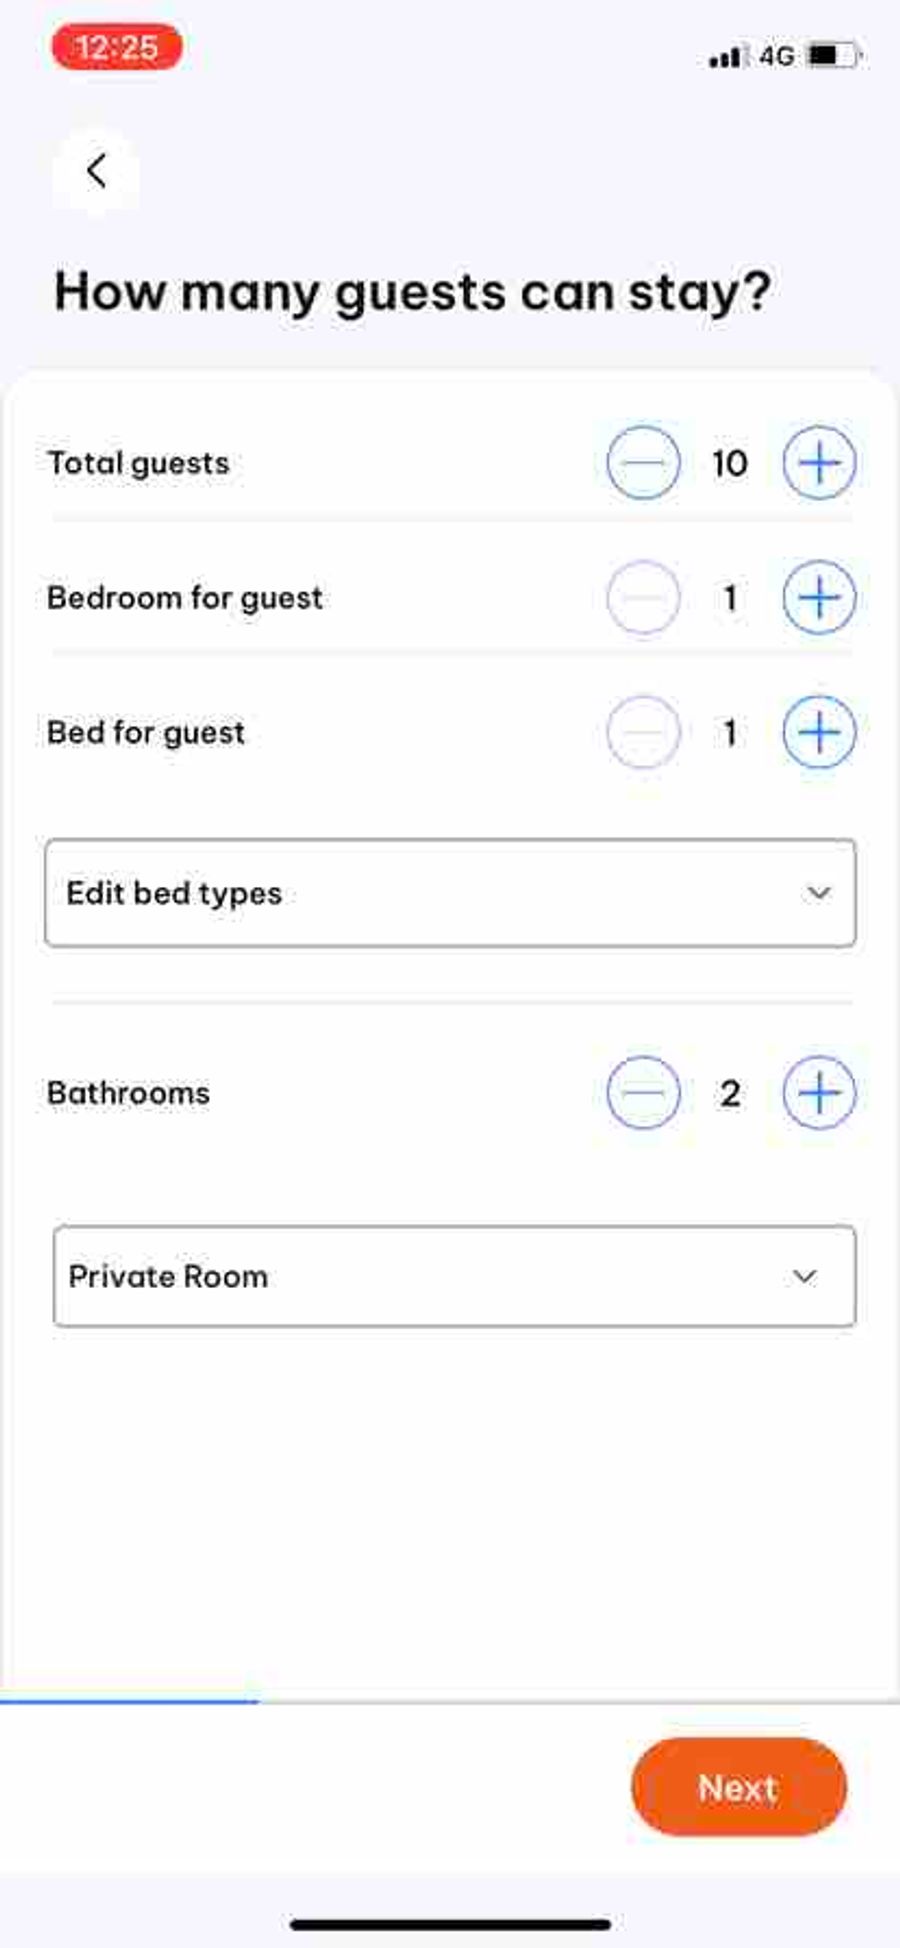 12:25
4G
How many guests can stay?
Total guests
10
Bedroom for guest
1
Bed for guest
1
Edit bed types
Bathrooms
2
Private Room
Next